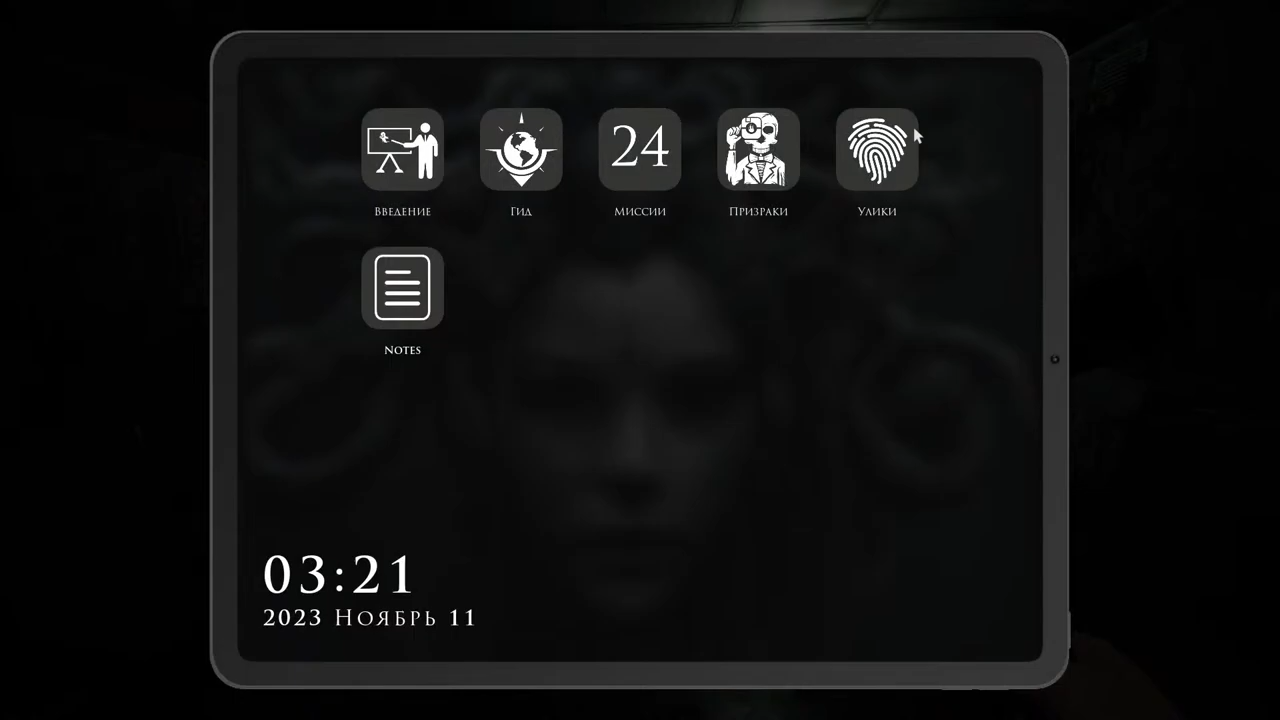 24
Введение
Гид
Миссии
Призраки
Улики
Notes
03:21
2023 Ноябрь 11